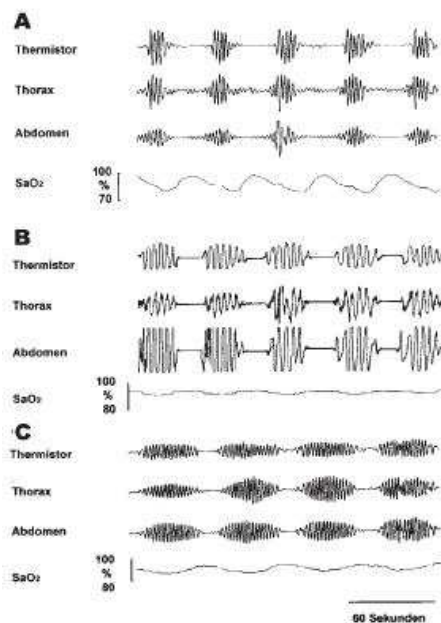 A
Thermistor
Thorax
Abdomen
100
SaO2 %
70
B
Thermistor
Thorax
Abdomen
100
SaO2 %
80
C
Thermistor
Thorax
Abdomen
100
SaO2 %
80
60 Sekunden